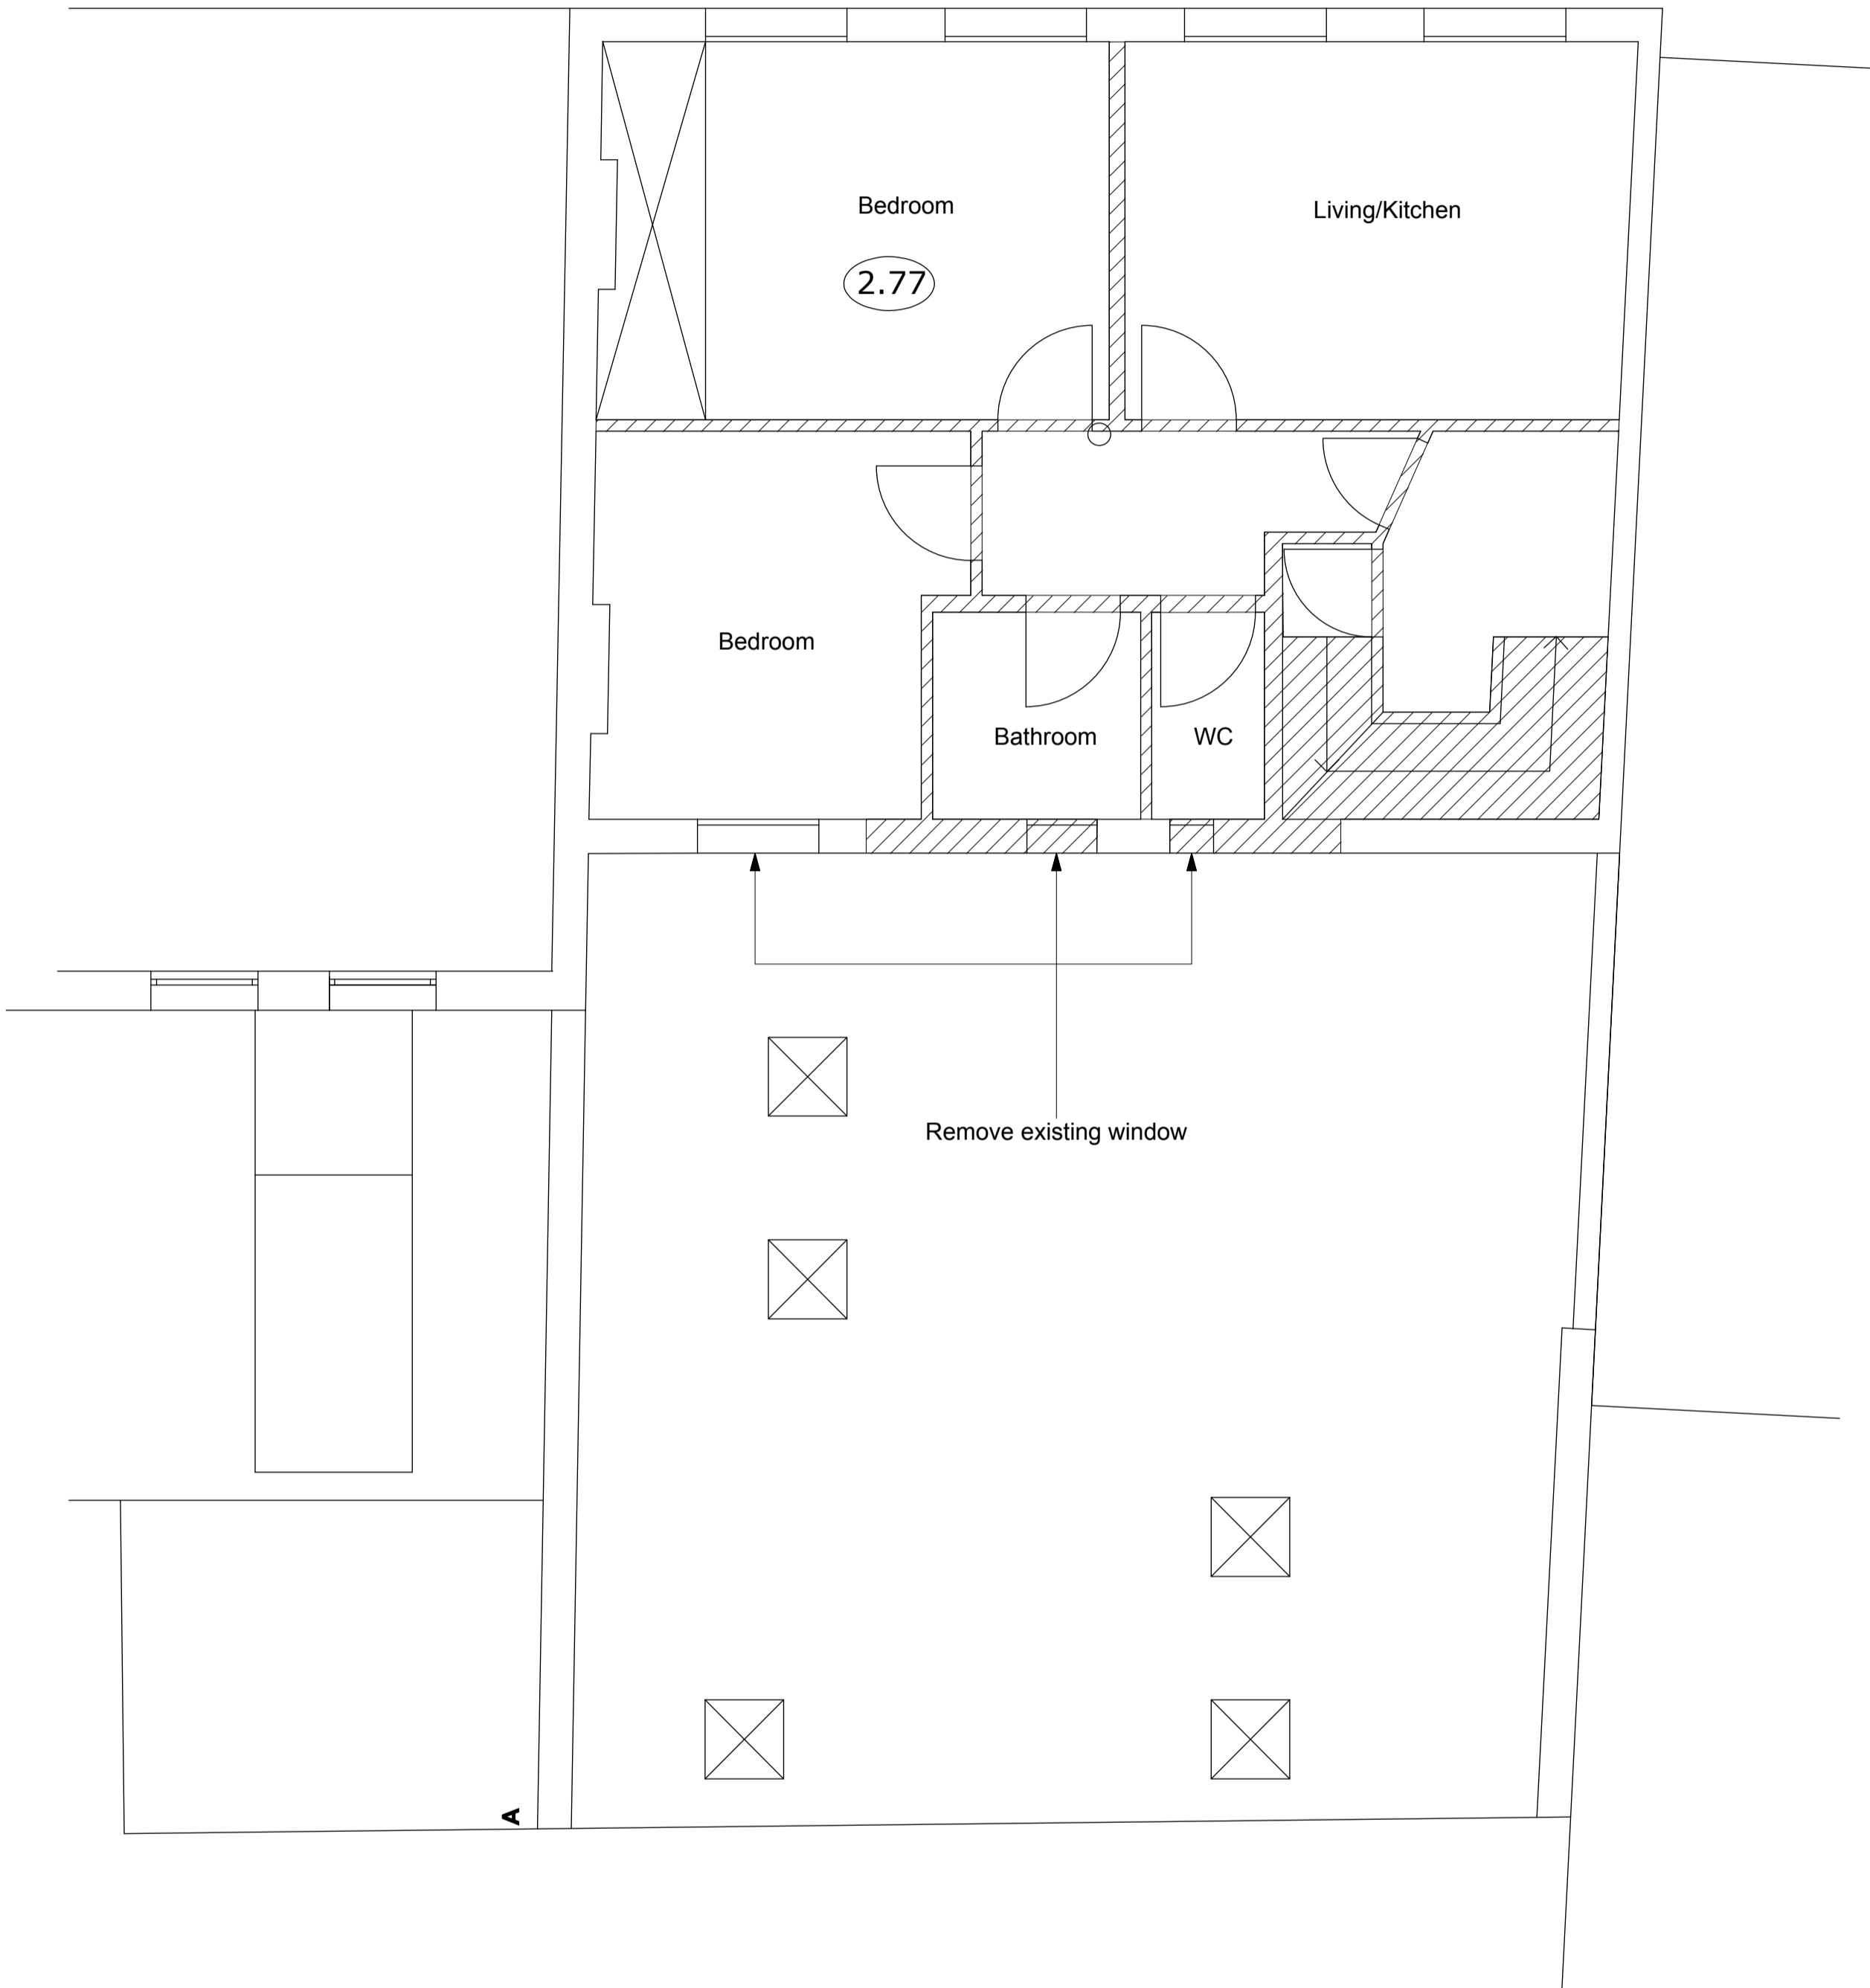 Bedroom
Living/Kitchen
2.77
Bedroom
Bathroom
WC
Remove existing window
A